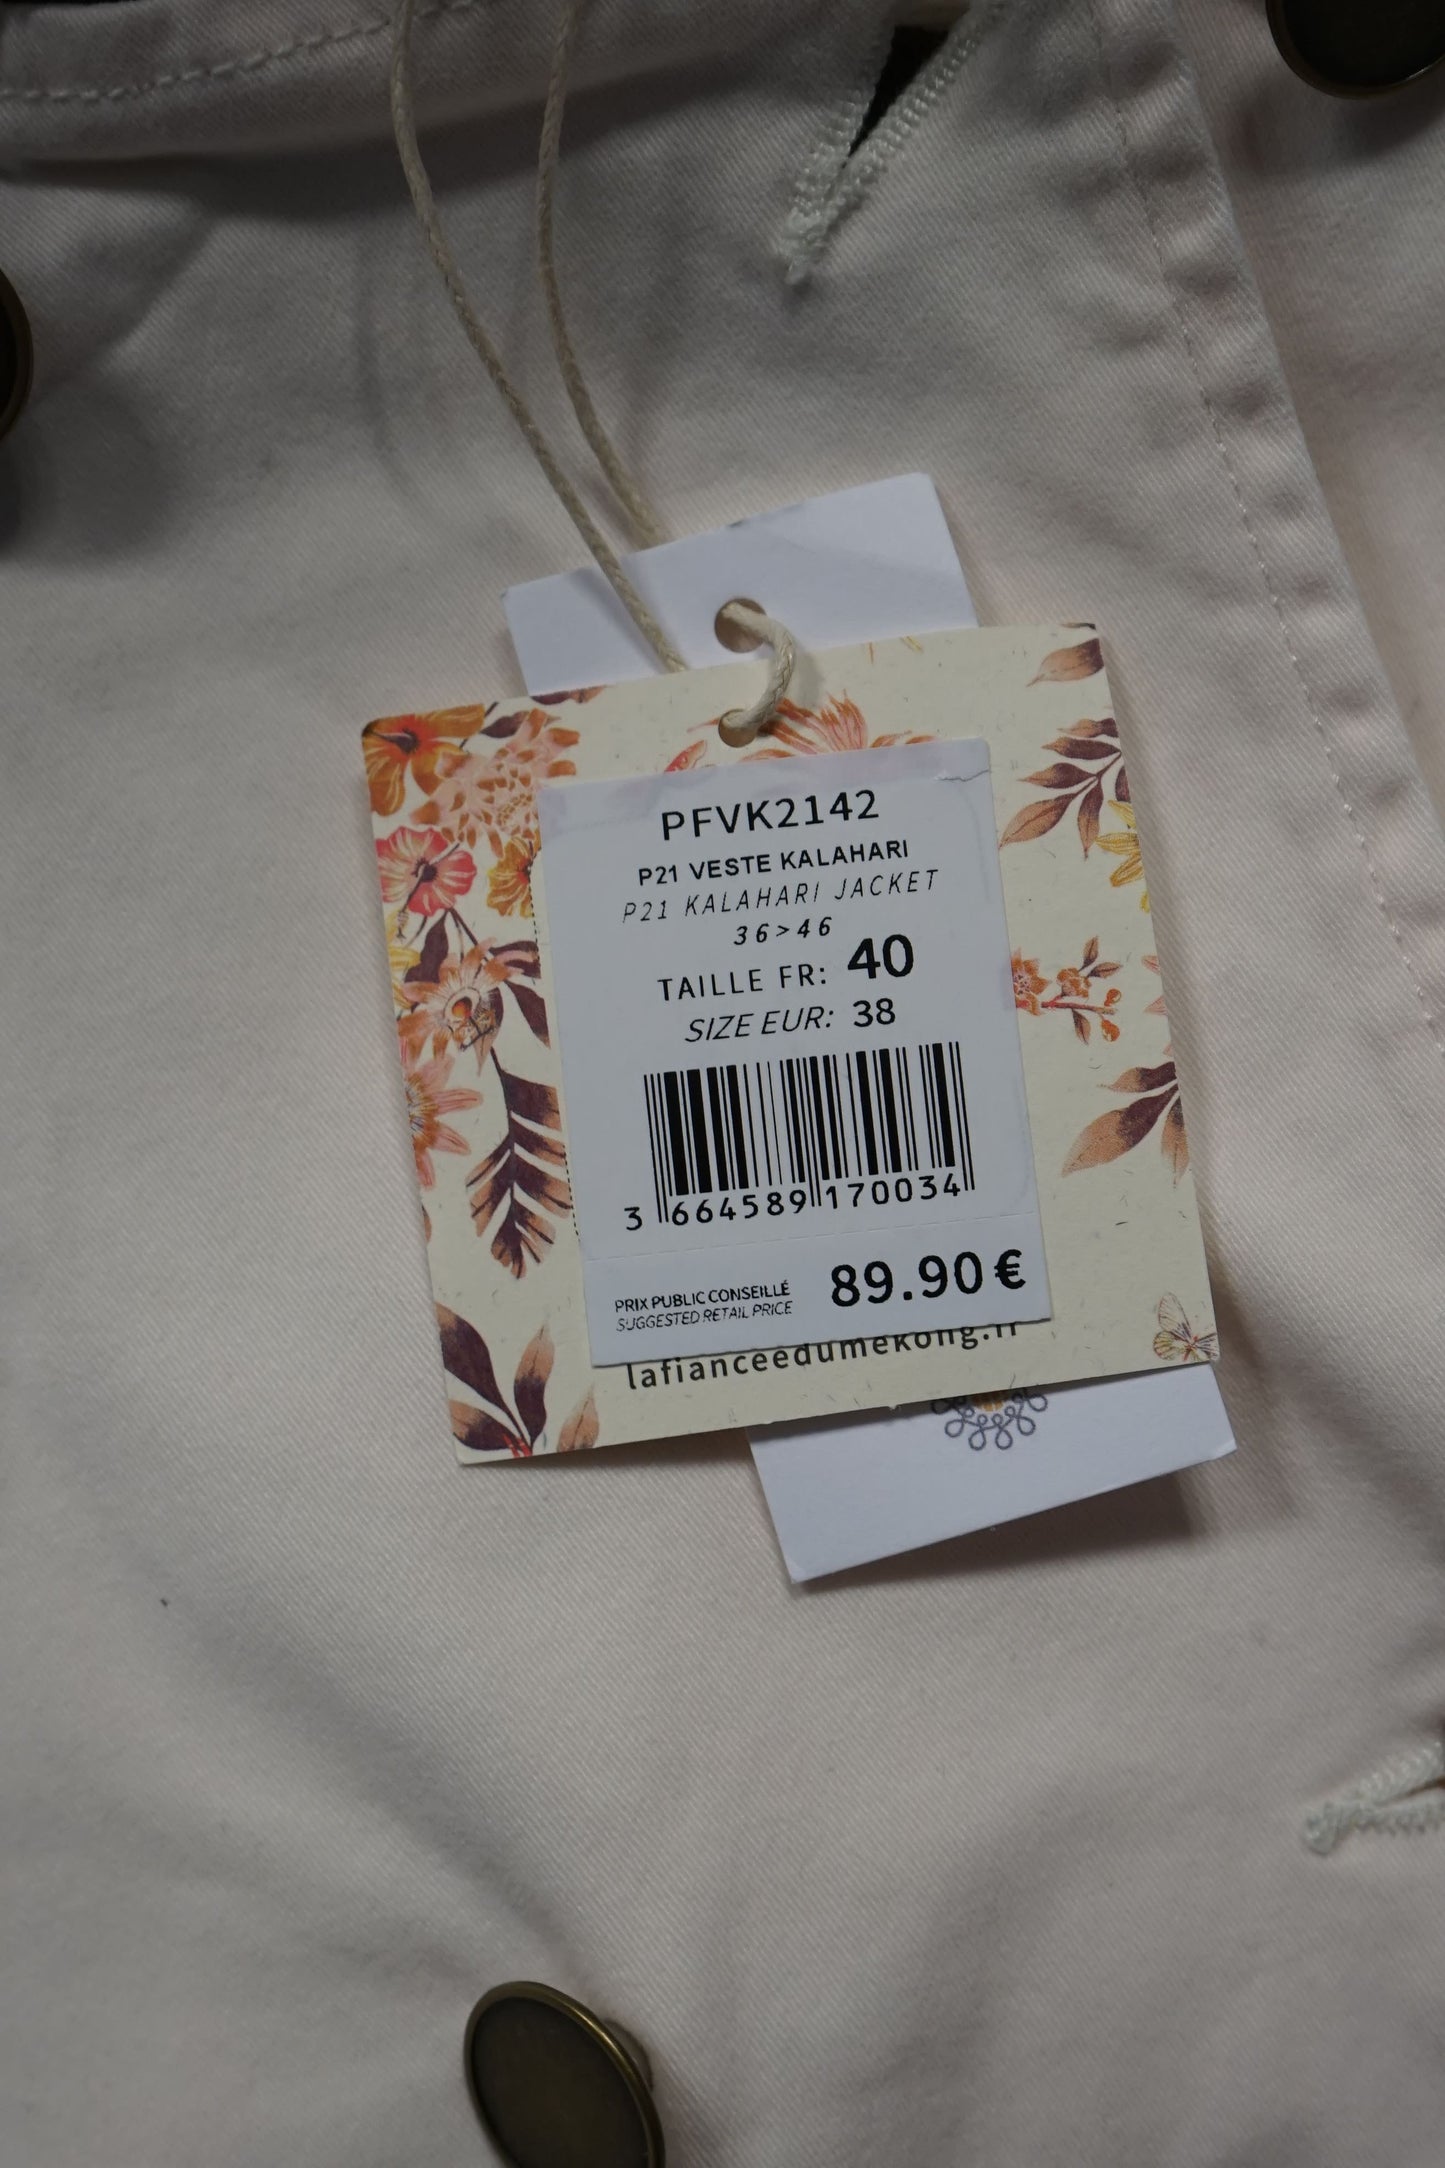 PFVK2142
P21 VESTE KALAHARI
P21 KALAHARI JACKET
36>46
TAILLE FR: 40
SIZE EUR: 38
3 664589 170034
PRIX PUBLIC CONSEILLÉ 89.90€
SUGGESTED RETAIL PRICE
lafianceedumekong.fr